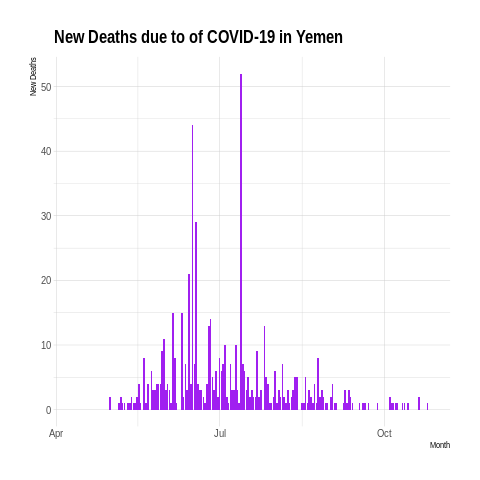 New Deaths due to of COVID-19 in Yemen
New Deaths
50
40
30
20
10
0
Apr
Jul
Oct
Month